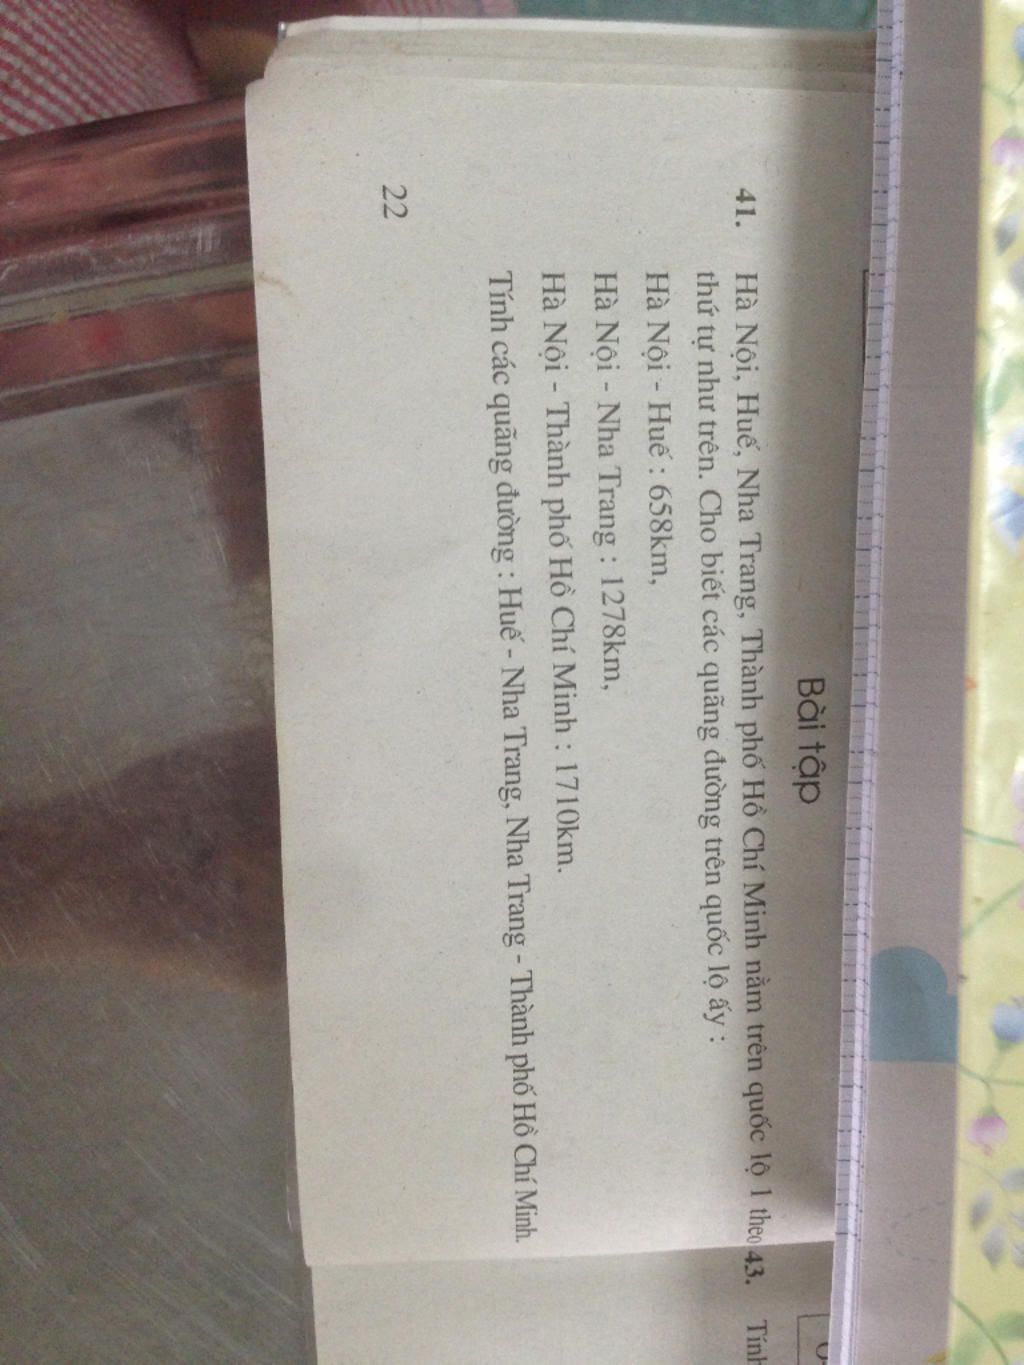 Bài tập
41. Hà Nội, Huế, Nha Trang, Thành phố Hồ Chí Minh nằm trên quốc lộ 1 theo
thứ tự như trên. Cho biết các quãng đường trên quốc lộ ấy :
Hà Nội - Huế : 658km,
Hà Nội - Nha Trang : 1278km,
Hà Nội - Thành phố Hồ Chí Minh : 1710km.
Tính các quãng đường : Huế - Nha Trang, Nha Trang - Thành phố Hồ Chí Minh.
22
43. Tính